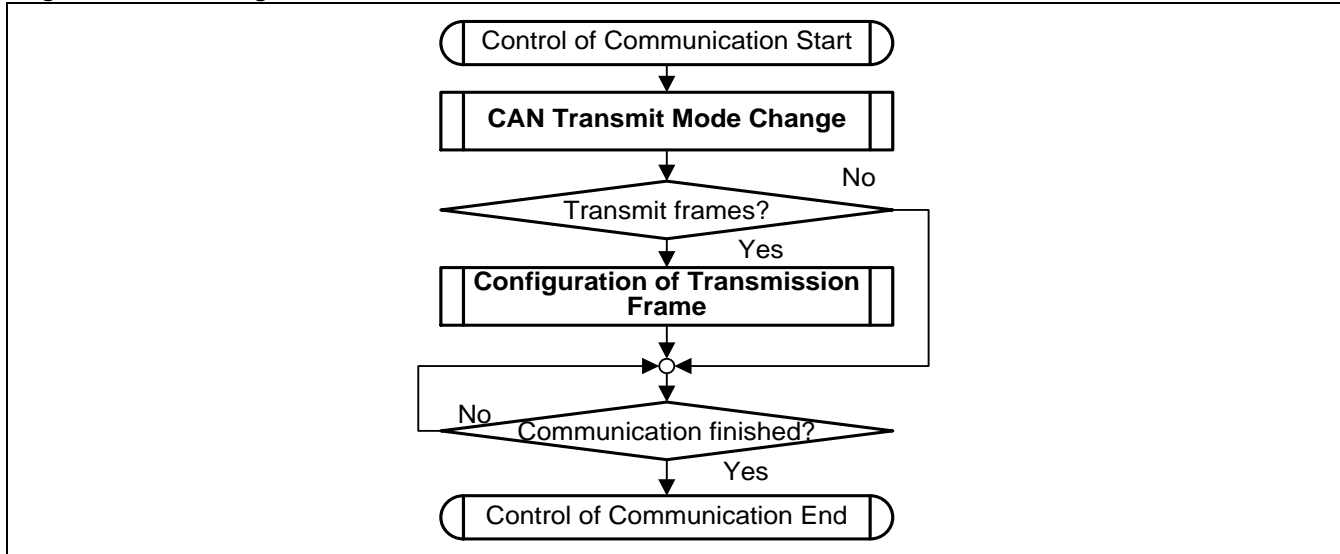 Control of Communication Start
CAN Transmit Mode Change
No
Transmit frames?
Yes
Configuration of Transmission
Frame
No
Communication finished?
Yes
Control of Communication End